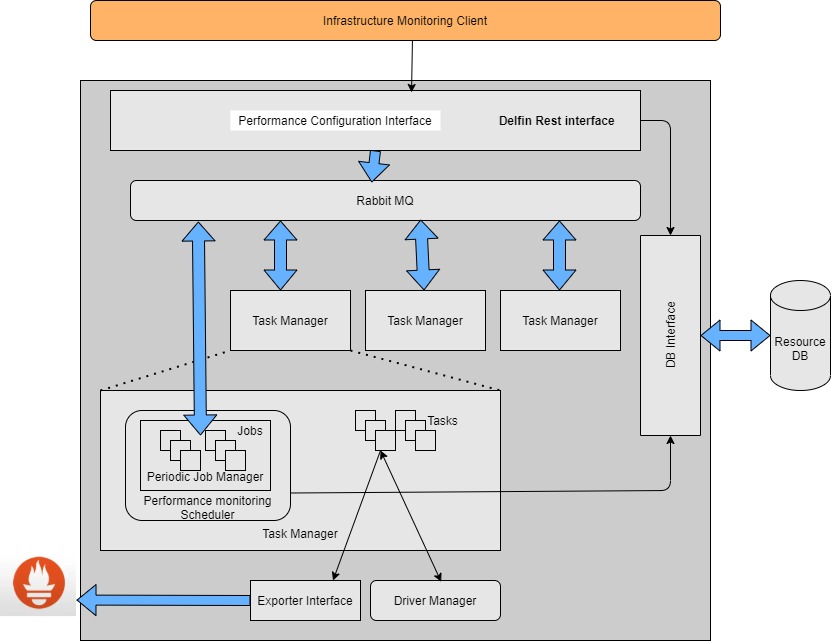 Infrastructure Monitoring Client
Performance Configuration Interface
Delfin Rest interface
Rabbit MQ
Task Manager
Task Manager
Task Manager
DB Interface
Resource
DB
Jobs
Tasks
Periodic Job Manager
Performance monitoring
Scheduler
Task Manager
Exporter Interface
Driver Manager